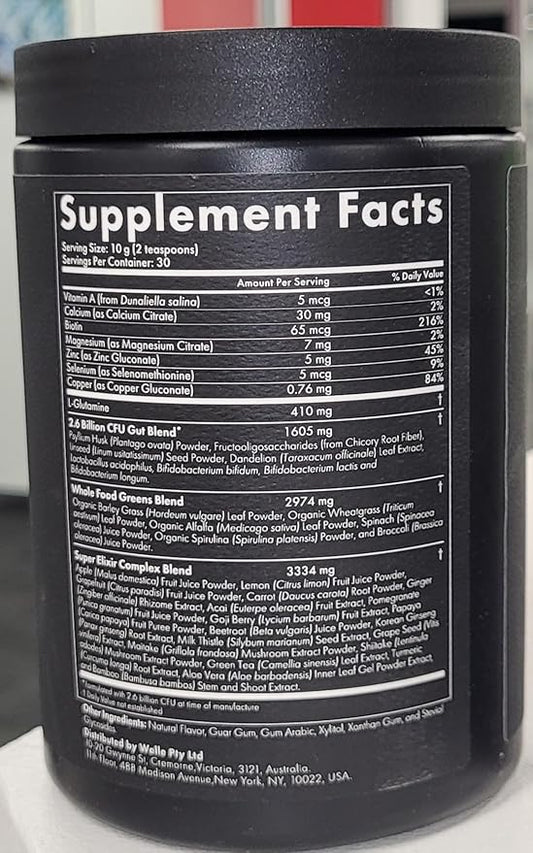 Supplement Facts
Serving Size: 10 g (2 teaspoons)
Servings Per Container: 30
Amount Per Serving % Daily Value
Vitamin A (from Dunaliella salina) 5 mcg <1%
Calcium (as Calcium Citrate) 30 mg 2%
Biotin 65 mcg 216%
Magnesium (as Magnesium Citrate) 7 mg 2%
Zinc (as Zinc Gluconate) 5 mg 45%
Selenium (as Selenomethionine) 5 mcg 9%
Copper (as Copper Gluconate) 0.76 mg 84%
L-Glutamine 410 mg †
2.6 Billion CFU Gut Blend* 1605 mg †
Psyllium Husk (Plantago ovata) Powder, Fructooligosaccharides (from Chicory Root Fiber),
Linseed (Linum usitatissimum) Seed Powder, Dandelion (Taraxacum officinale) Leaf Extract,
Lactobacillus acidophilus, Bifidobacterium bifidum, Bifidobacterium lactis and
Bifidobacterium longum.
Whole Food Greens Blend 2974 mg †
Organic Barley Grass (Hordeum vulgare) Leaf Powder, Organic Wheatgrass (Triticum
aestivum) Leaf Powder, Organic Alfalfa (Medicago sativa) Leaf Powder, Spinach (Spinacea
oleracea) Juice Powder, Organic Spirulina (Spirulina platensis) Powder, and Broccoli (Brassica
oleracea) Juice Powder.
Super Elixir Complex Blend 3334 mg †
Apple (Malus domestica) Fruit Juice Powder, Lemon (Citrus limon) Fruit Juice Powder,
Grapefruit (Citrus paradisi) Fruit Juice Powder, Carrot (Daucus carota) Root Powder, Ginger
(Zingiber officinale) Rhizome Extract, Acai (Euterpe oleracea) Fruit Extract, Pomegranate
(Punica granatum) Fruit Juice Powder, Goji Berry (Lycium barbarum) Fruit Extract, Papaya
(Carica papaya) Fruit Puree Powder, Beetroot (Beta vulgaris) Juice Powder, Korean Ginseng
(Panax ginseng) Root Extract, Milk Thistle (Silybum marianum) Seed Extract, Grape Seed (Vitis
vinifera) Extract, Maitake (Grifola frondosa) Mushroom Extract Powder, Shiitake (Lentinula
edodes) Mushroom Extract Powder, Green Tea (Camellia sinensis) Leaf Extract, Turmeric
(Curcuma longa) Root Extract, Aloe Vera (Aloe barbadensis) Inner Leaf Gel Powder Extract,
and Bamboo (Bambusa bambos) Stem and Shoot Extract.
with 2.6 billion CFU at time of manufacture
† Daily Value not established
Other Ingredients: Natural Flavor, Guar Gum, Gum Arabic, Xylitol, Xanthan Gum, and Steviol
Glycosides.
Distributed by Welle Pty Ltd
10-20 Gwynne St, Cremorne, Victoria, 3121, Australia.
11th Floor, 488 Madison Avenue, New York, NY, 10022, USA.